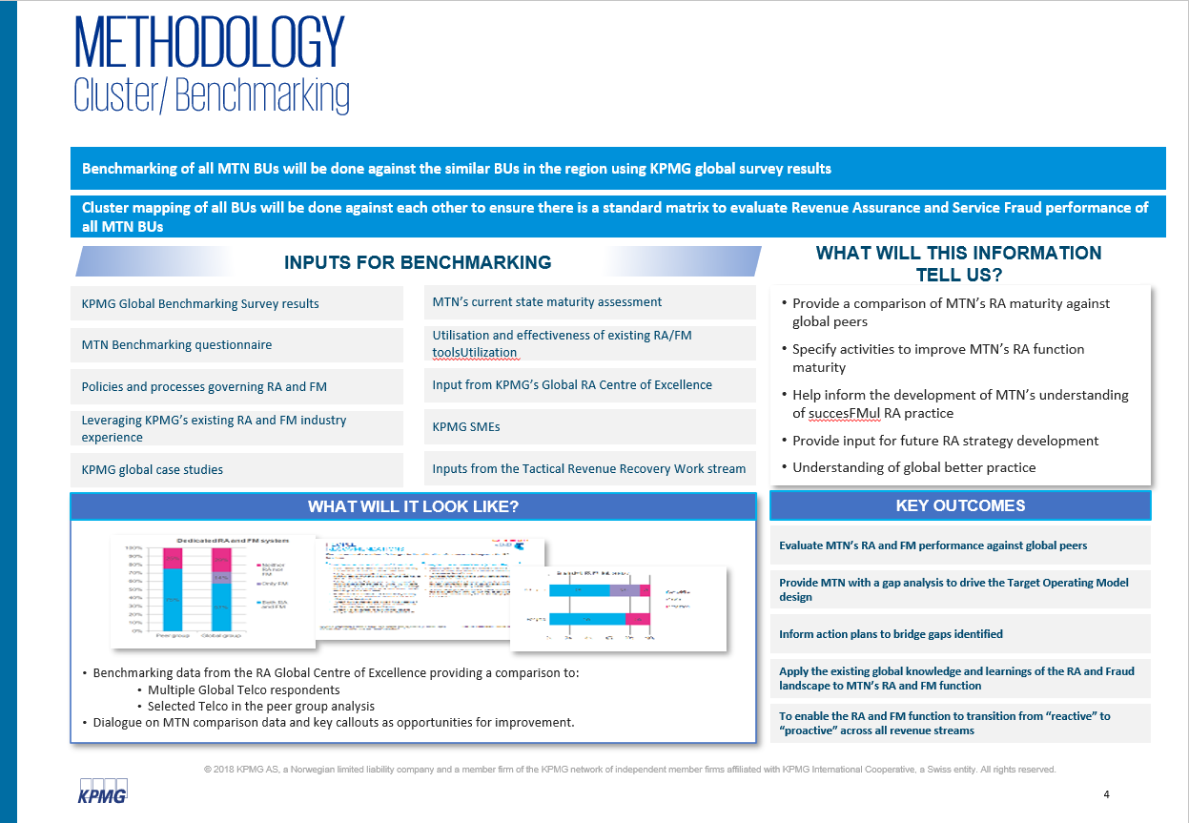 METHODOLOGY
Cluster/ Benchmarking
Benchmarking of all MTN BUs will be done against the similar BUs in the region using KPMG global survey results
Cluster mapping of all BUs will be done against each other to ensure there is a standard matrix to evaluate Revenue Assurance and Service Fraud performance of
all MTN BUs
INPUTS FOR BENCHMARKING
KPMG Global Benchmarking Survey results
MTN Benchmarking questionnaire
Policies and processes governing RA and FM
Leveraging KPMG's existing RA and FM industry
experience
KPMG global case studies
MTN's current state maturity assessment
Utilisation and effectiveness of existing RA/FM
toolsUtilization
Input from KPMG's Global RA Centre of Excellence
KPMG SMEs
Inputs from the Tactical Revenue Recovery Work stream
WHAT WILL THIS INFORMATION
TELL US?
• Provide a comparison of MTN's RA maturity against
global peers
• Specify activities to improve MTN's RA function
maturity
• Help inform the development of MTN's understanding
of succesFMul RA practice
• Provide input for future RA strategy development
• Understanding of global better practice
WHAT WILL IT LOOK LIKE?
Dedicated RA and FM system
100%
90%
80%
70%
60%
50%
40%
30%
20%
10%
0%
Peer group
Global group
Neither
RA nor
FM
Only FM
Both RA
and FM
• Benchmarking data from the RA Global Centre of Excellence providing a comparison to:
• Multiple Global Telco respondents
• Selected Telco in the peer group analysis
• Dialogue on MTN comparison data and key callouts as opportunities for improvement.
KEY OUTCOMES
Evaluate MTN's RA and FM performance against global peers
Provide MTN with a gap analysis to drive the Target Operating Model
design
Inform action plans to bridge gaps identified
Apply the existing global knowledge and learnings of the RA and Fraud
landscape to MTN's RA and FM function
To enable the RA and FM function to transition from "reactive" to
"proactive" across all revenue streams
© 2018 KPMG AS, a Norwegian limited liability company and a member firm of the KPMG network of independent member firms affiliated with KPMG International Cooperative, a Swiss entity. All rights reserved.
KPMG
4